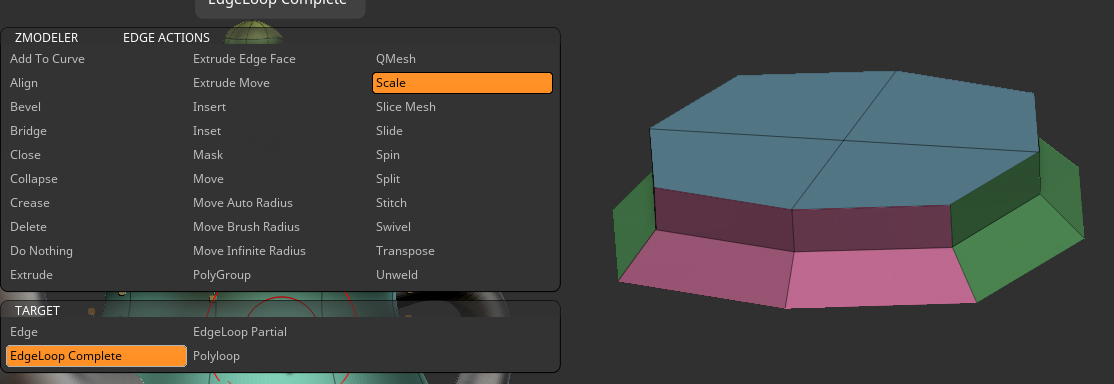 EdgeLoop Complete
ZMODELER EDGE ACTIONS
Add To Curve Extrude Edge Face QMesh
Align Extrude Move Scale
Bevel Insert Slice Mesh
Bridge Inset Slide
Close Mask Spin
Collapse Move Split
Crease Move Auto Radius Stitch
Delete Move Brush Radius Swivel
Do Nothing Move Infinite Radius Transpose
Extrude PolyGroup Unweld
TARGET
Edge EdgeLoop Partial
EdgeLoop Complete Polyloop